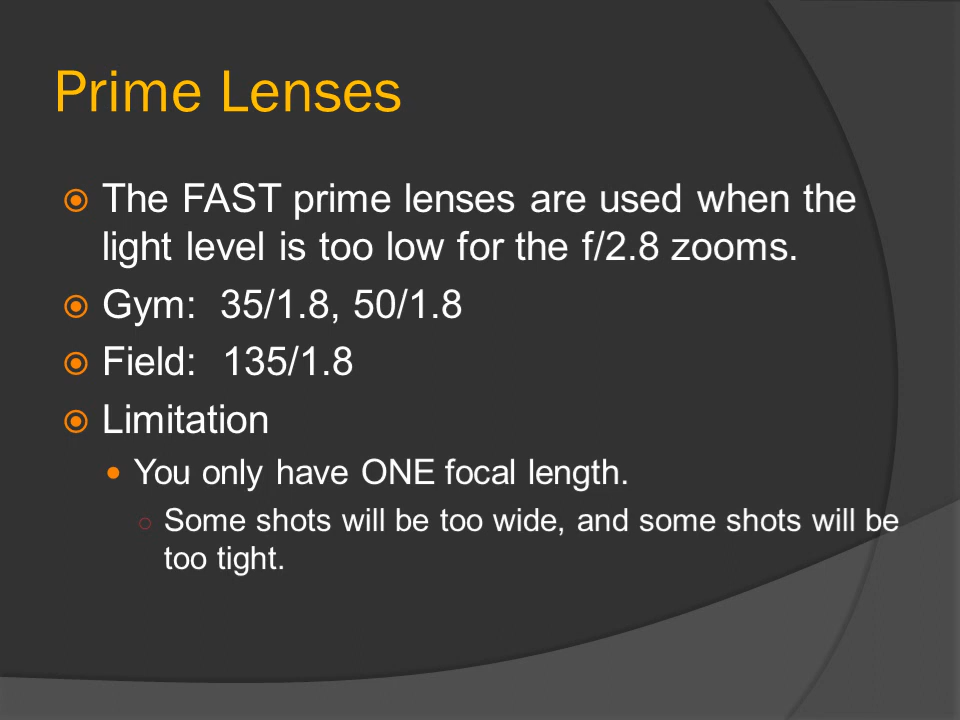 Prime Lenses
The FAST prime lenses are used when the
light level is too low for the f/2.8 zooms.
Gym: 35/1.8, 50/1.8
Field: 135/1.8
Limitation
You only have ONE focal length.
Some shots will be too wide, and some shots will be
too tight.